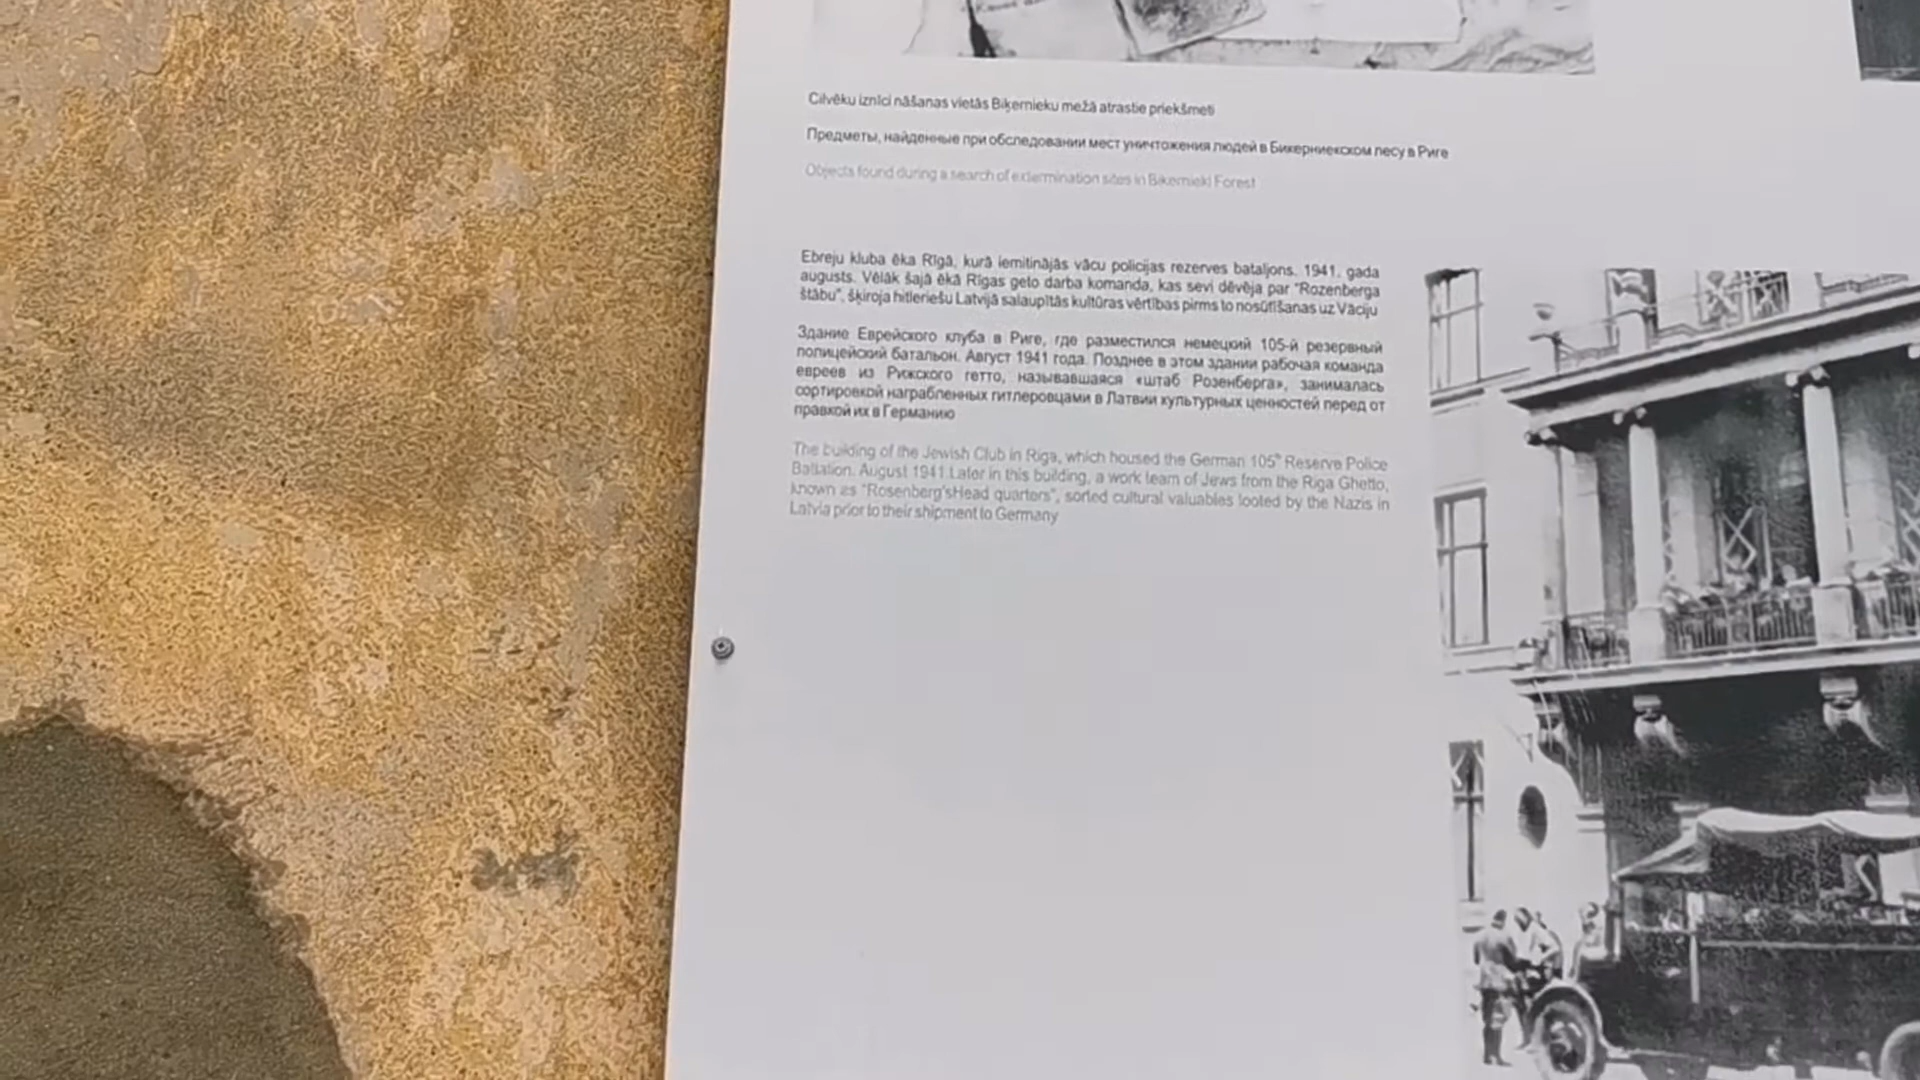 Cilvēku iznīci nāšanas vietās Biķernieku mežā atrastie priekšmeti
Предметы, найденные при обследовании мест уничтожения людей в Бикерниекском лесу в Риге
Objects found during a search of extermination sites in Bikernieki Forest
Ebreju kluba ēka Rīgā, kurā iemitinājās vācu policijas rezerves bataljons. 1941. gada
augusts. Vēlāk šajā ēkā Rīgas geto darba komanda, kas sevi dēvēja par "Rozenberga
štābu", šķiroja hitleriešu Latvijā salaupītās kultūras vērtības pirms to nosūtīšanas uz Vāciju
Здание Еврейского клуба в Риге, где разместился немецкий 105-й резервный
полицейский батальон. Август 1941 года. Позднее в этом здании рабочая команда
евреев из Рижского гетто, называвшаяся «штаб Розенберга», занималась
сортировкой награбленных гитлеровцами в Латвии культурных ценностей перед от
правкой их в Германию
The building of the Jewish Club in Riga, which housed the German 105th Reserve Police
Battalion. August 1941.Later in this building, a work team of Jews from the Riga Ghetto,
known as "Rosenberg'sHead quarters", sorted cultural valuables looted by the Nazis in
Latvia prior to their shipment to Germany